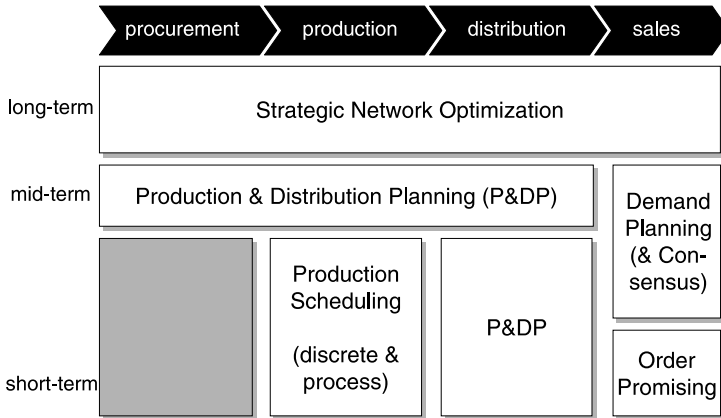 procurement production distribution sales
long-term
Strategic Network Optimization
mid-term
Production & Distribution Planning (P&DP)
Demand
Planning
(& Con-
sensus)
Production
Scheduling
(discrete &
process)
P&DP
short-term
Order
Promising